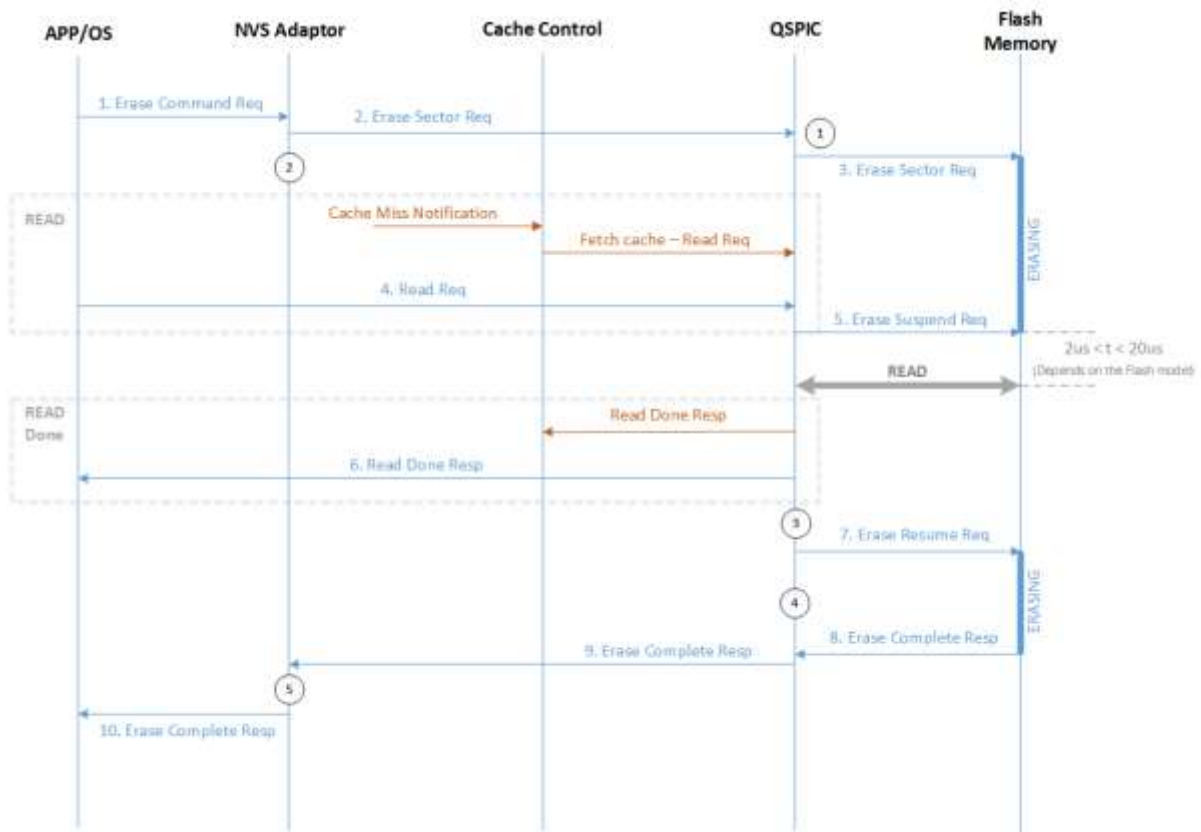 APP/OS
NVS Adaptor
Cache Control
QSPIC
Flash
Memory
1. Erase Command Req
2. Erase Sector Req
1
3. Erase Sector Req
2
READ
Cache Miss Notification
Fetch cache – Read Req
ERASING
4. Read Req
5. Erase Suspend Req
2us < t < 20us
(Depends on the Flash model)
READ
READ
Done
Read Done Resp
6. Read Done Resp
3
7. Erase Resume Req
4
ERASING
8. Erase Complete Resp
9. Erase Complete Resp
5
10. Erase Complete Resp